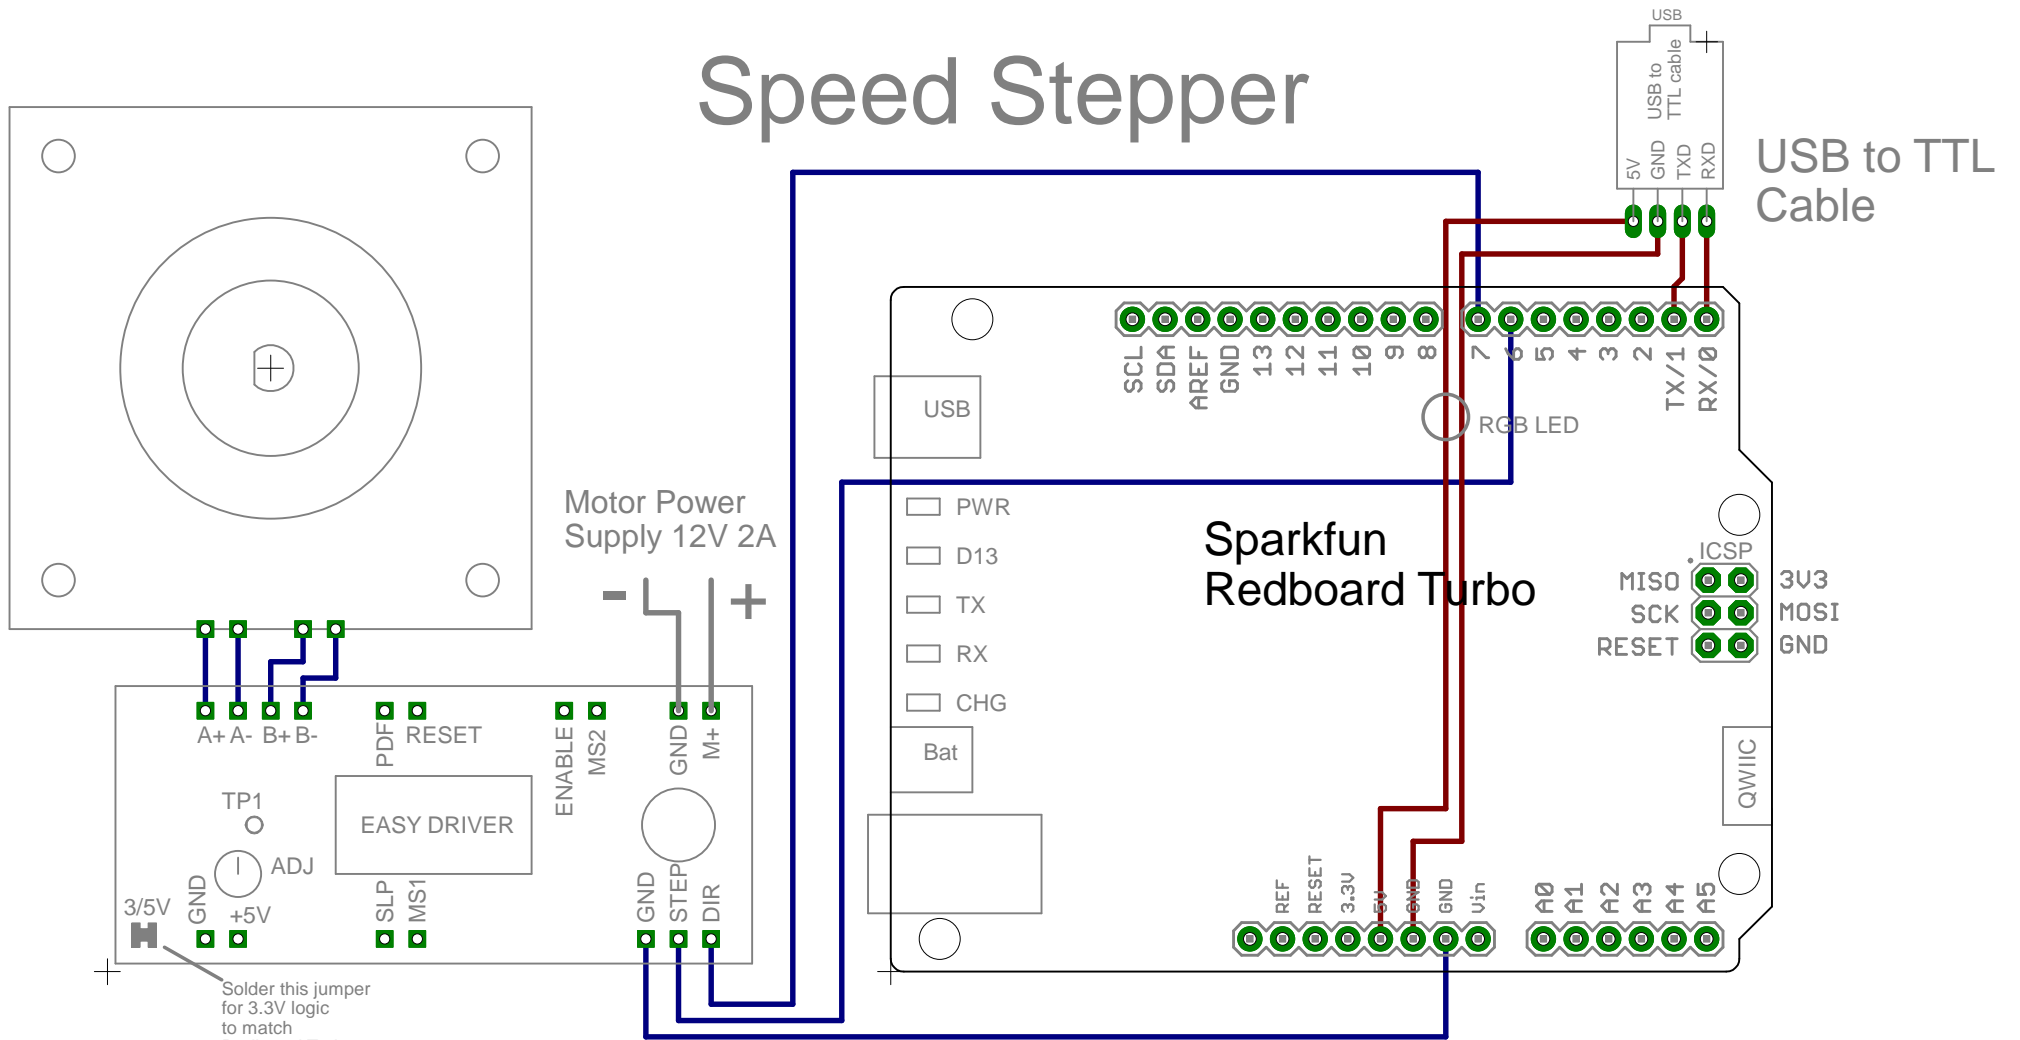 Speed Stepper
USB
USB to
TTL cable
5V
GND
TXD
RXD
USB to TTL
Cable
SCL
SDA
AREF
GND
13
12
11
10
9
8
7
6
5
4
3
2
TX/1
RX/0
USB
RGB LED
Motor Power
Supply 12V 2A
- +
PWR
D13
TX
RX
CHG
Bat
Sparkfun
Redboard Turbo
ICSP
MISO 3V3
SCK MOSI
RESET GND
QWIIC
A+ A- B+ B-
PDF
RESET
ENABLE
MS2
GND
M+
TP1
EASY DRIVER
ADJ
3/5V
GND
+5V
SLP
MS1
GND
STEP
DIR
REF
RESET
3.3V
5V
GND
GND
Vin
A0
A1
A2
A3
A4
A5
Solder this jumper
for 3.3V logic
to match